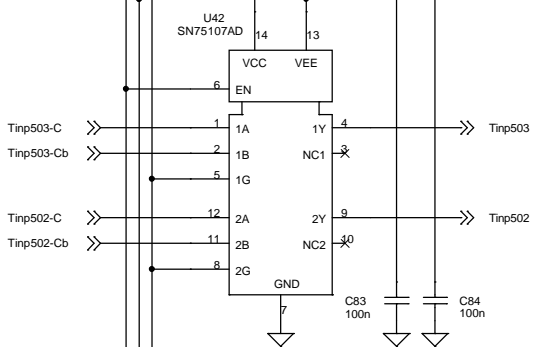 U42
SN75107AD
14
13
VCC
VEE
6
EN
Tinp503-C
1
1A
1Y
4
Tinp503
Tinp503-Cb
2
1B
NC1
3
5
1G
Tinp502-C
12
2A
2Y
9
Tinp502
Tinp502-Cb
11
2B
NC2
10
8
2G
GND
7
C83
100n
C84
100n